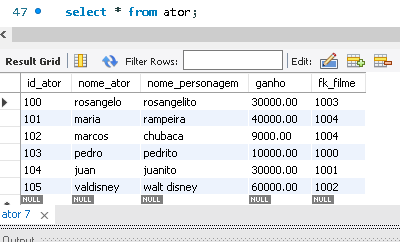 47 select * from ator;
Result Grid Filter Rows: Edit:
id_ator nome_ator nome_personagem ganho fk_filme
100 rosangelo rosangelito 30000.00 1003
101 maria rampeira 40000.00 1004
102 marcos chubaca 9000.00 1004
103 pedro pedrito 10000.00 1000
104 juan juanito 30000.00 1001
105 valdisney walt disney 60000.00 1002
NULL NULL NULL NULL NULL
ator 7
Output